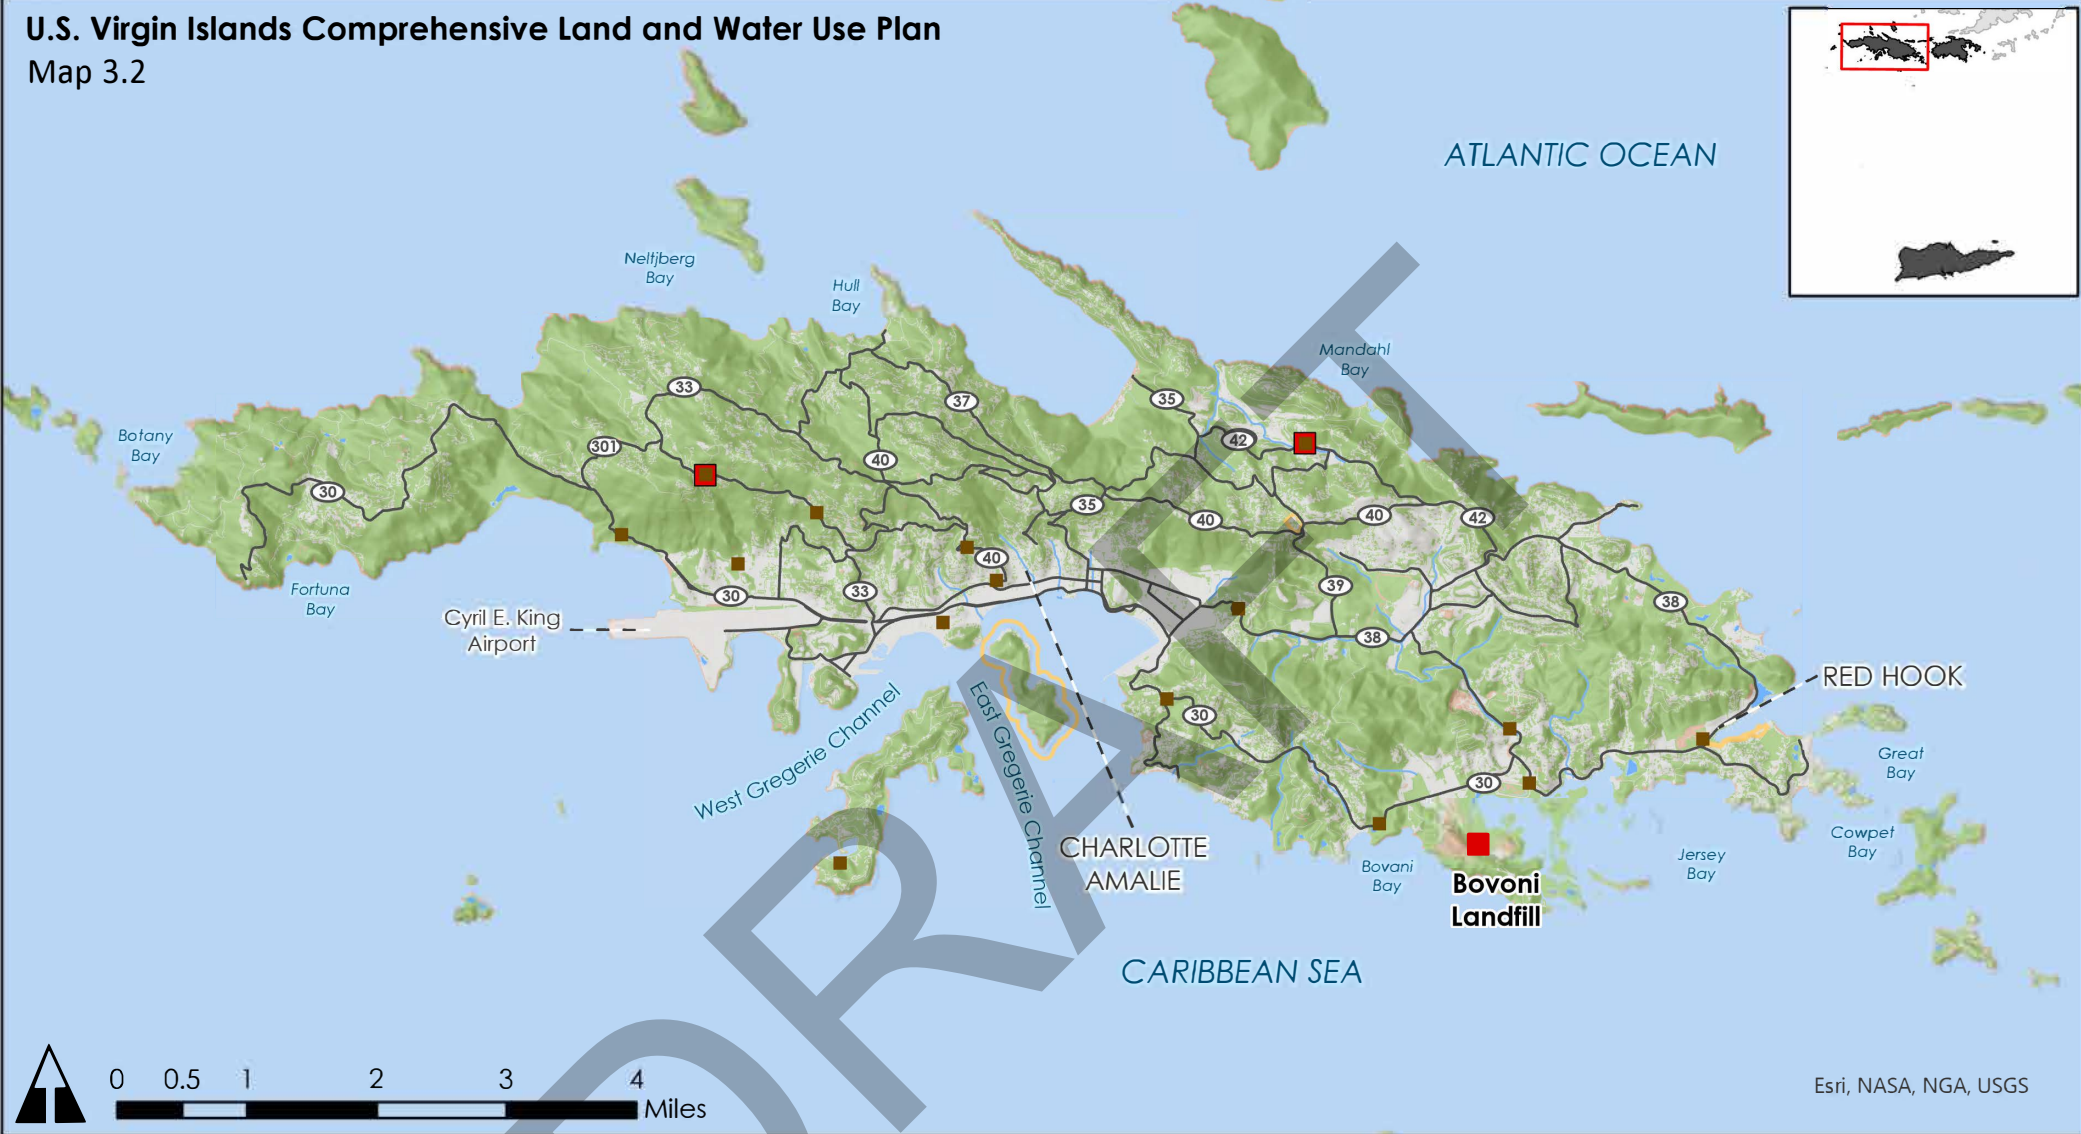 U.S. Virgin Islands Comprehensive Land and Water Use Plan
Map 3.2
ATLANTIC OCEAN
Neltjberg
Bay
Hull
Bay
Mandahl
Bay
33
37
35
301
42
Botany
Bay
40
30
35
40
40
42
Fortuna
Bay
40
30
33
39
38
Cyril E. King
Airport
38
RED HOOK
West Gregerie Channel
East Gregerie Channel
30
Great
Bay
30
CHARLOTTE
AMALIE
Bovani
Bay
Bovoni
Landfill
Jersey
Bay
Cowpet
Bay
CARIBBEAN SEA
DRAFT
0 0.5 1 2 3 4
Miles
Esri, NASA, NGA, USGS